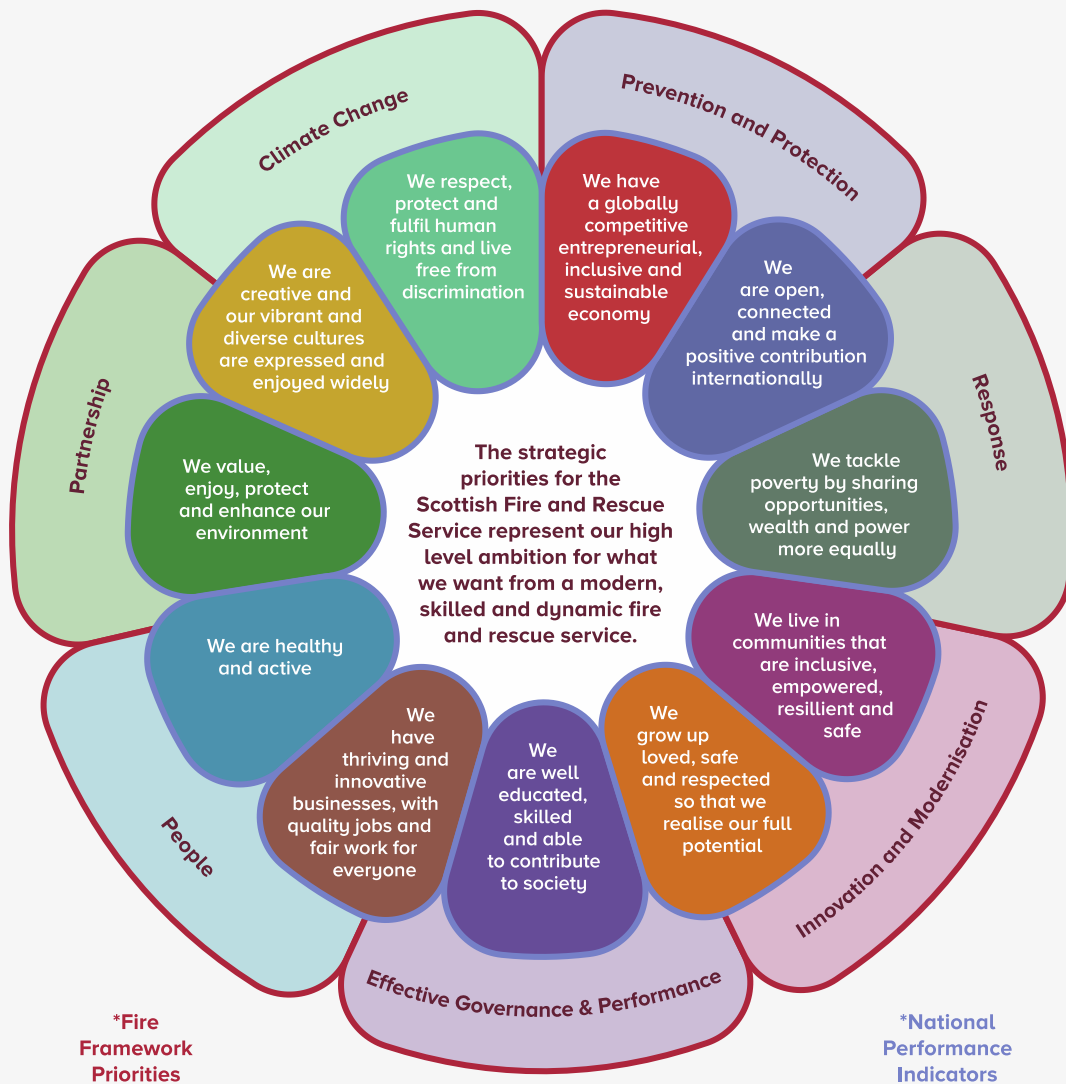 Climate Change
Prevention and Protection
Response
Innovation and Modernisation
Effective Governance & Performance
People
Partnership
We respect,
protect and
fulfil human
rights and live
free from
discrimination
We have
a globally
competitive
entrepreneurial,
inclusive and
sustainable
economy
We
are open,
connected
and make a
positive contribution
internationally
We tackle
poverty by sharing
opportunities,
wealth and power
more equally
We live in
communities that
are inclusive,
empowered,
resillient and
safe
We
grow up
loved, safe
and respected
so that we
realise our full
potential
We
are well
educated,
skilled
and able
to contribute
to society
We
have
thriving and
innovative
businesses, with
quality jobs and
fair work for
everyone
We are healthy
and active
We value,
enjoy, protect
and enhance our
environment
We are
creative and
our vibrant and
diverse cultures
are expressed and
enjoyed widely
The strategic
priorities for the
Scottish Fire and Rescue
Service represent our high
level ambition for what
we want from a modern,
skilled and dynamic fire
and rescue service.
*Fire
Framework
Priorities
*National
Performance
Indicators